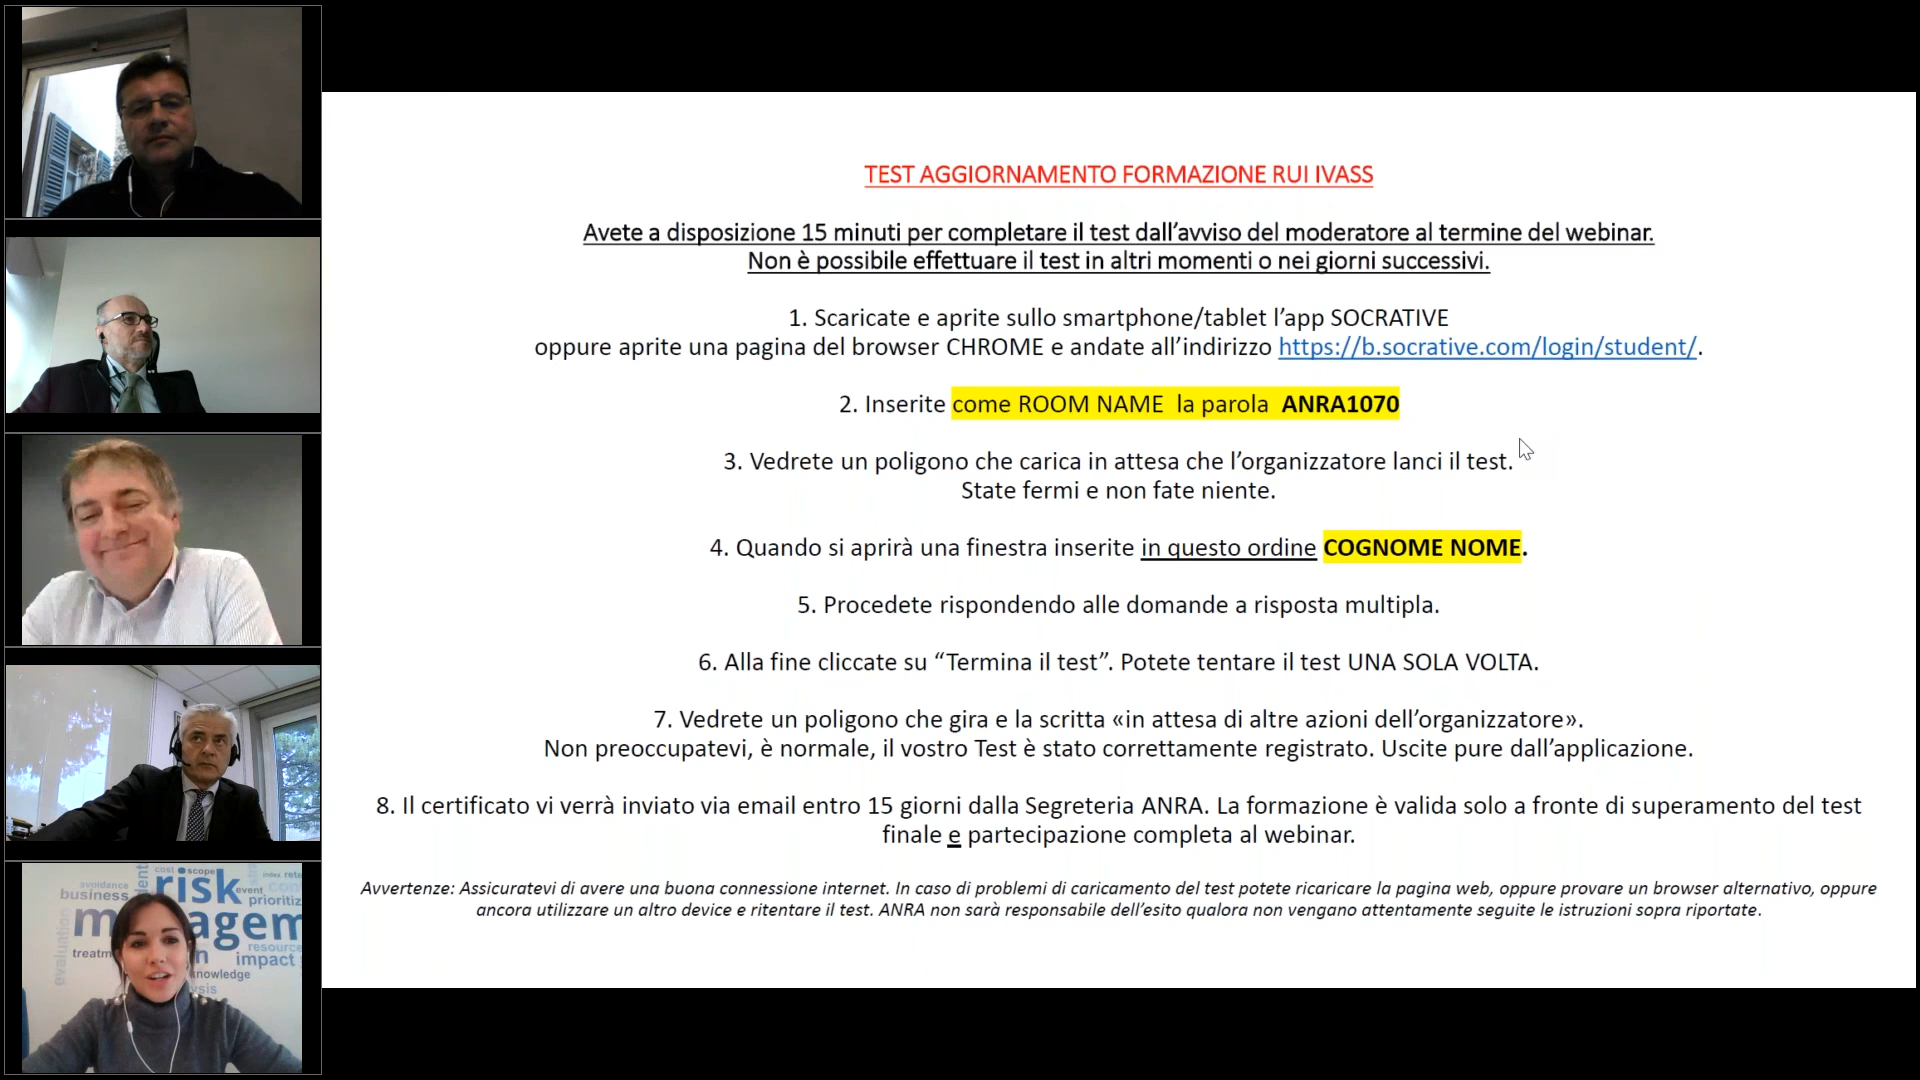 TEST AGGIORNAMENTO FORMAZIONE RUI IVASS
Avete a disposizione 15 minuti per completare il test dall’avviso del moderatore al termine del webinar.
Non è possibile effettuare il test in altri momenti o nei giorni successivi.
1. Scaricate e aprite sullo smartphone/tablet l’app SOCRATIVE
oppure aprite una pagina del browser CHROME e andate all’indirizzo https://b.socrative.com/login/student/.
2. Inserite come ROOM NAME la parola ANRA1070
3. Vedrete un poligono che carica in attesa che l’organizzatore lanci il test.
State fermi e non fate niente.
4. Quando si aprirà una finestra inserite in questo ordine COGNOME NOME.
5. Procedete rispondendo alle domande a risposta multipla.
6. Alla fine cliccate su “Termina il test”. Potete tentare il test UNA SOLA VOLTA.
7. Vedrete un poligono che gira e la scritta «in attesa di altre azioni dell’organizzatore».
Non preoccupatevi, è normale, il vostro Test è stato correttamente registrato. Uscite pure dall’applicazione.
8. Il certificato vi verrà inviato via email entro 15 giorni dalla Segreteria ANRA. La formazione è valida solo a fronte di superamento del test
finale e partecipazione completa al webinar.
Avvertenze: Assicuratevi di avere una buona connessione internet. In caso di problemi di caricamento del test potete ricaricare la pagina web, oppure provare un browser alternativo, oppure
ancora utilizzare un altro device e ritentare il test. ANRA non sarà responsabile dell’esito qualora non vengano attentamente seguite le istruzioni sopra riportate.
cost scope
avoidance risk event
business
evaluation
resource
impact
knowledge